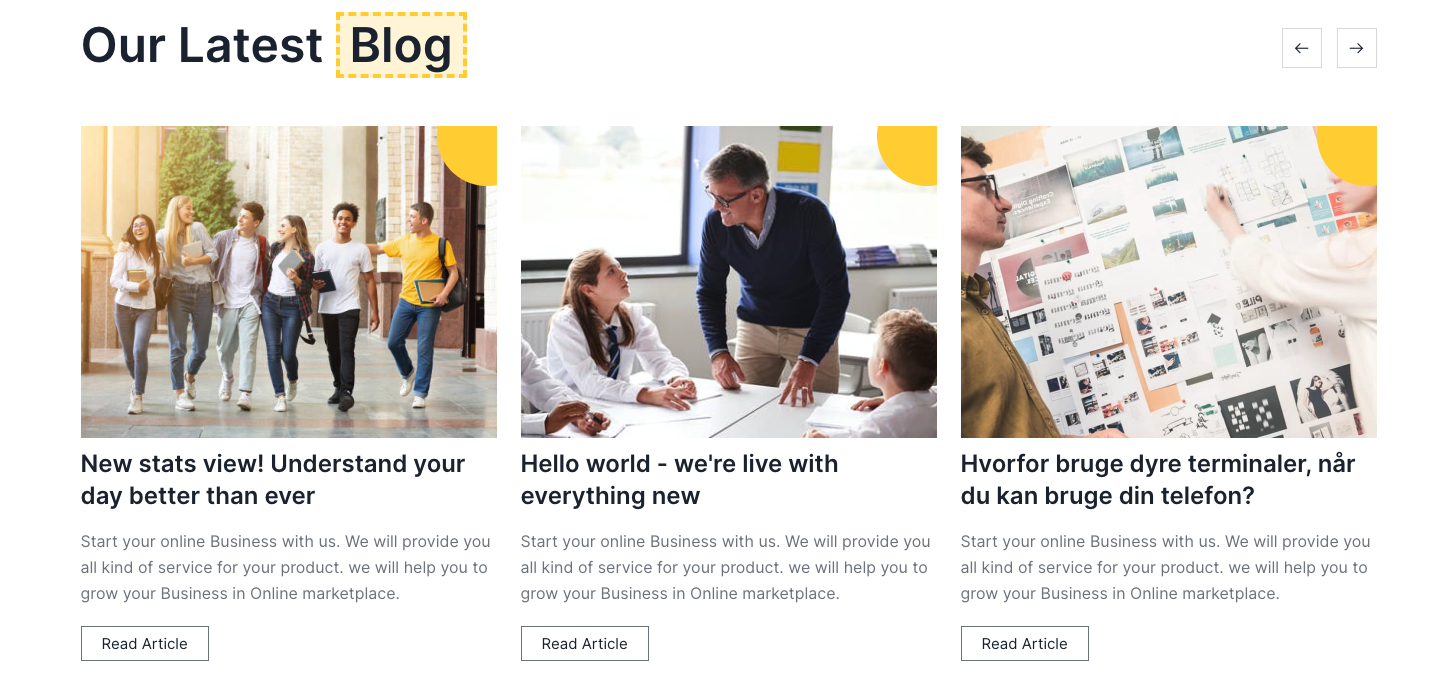 Our Latest Blog
New stats view! Understand your
day better than ever
Start your online Business with us. We will provide you
all kind of service for your product. we will help you to
grow your Business in Online marketplace.
Read Article
Hello world - we're live with
everything new
Start your online Business with us. We will provide you
all kind of service for your product. we will help you to
grow your Business in Online marketplace.
Read Article
Hvorfor bruge dyre terminaler, når
du kan bruge din telefon?
Start your online Business with us. We will provide you
all kind of service for your product. we will help you to
grow your Business in Online marketplace.
Read Article